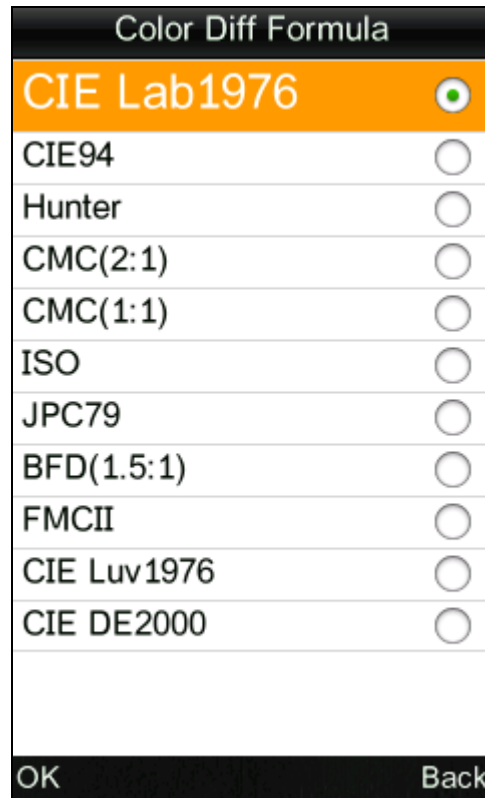 Color Diff Formula
CIE Lab1976
CIE94
Hunter
CMC(2:1)
CMC(1:1)
ISO
JPC79
BFD(1.5:1)
FMCII
CIE Luv1976
CIE DE2000
OK Back